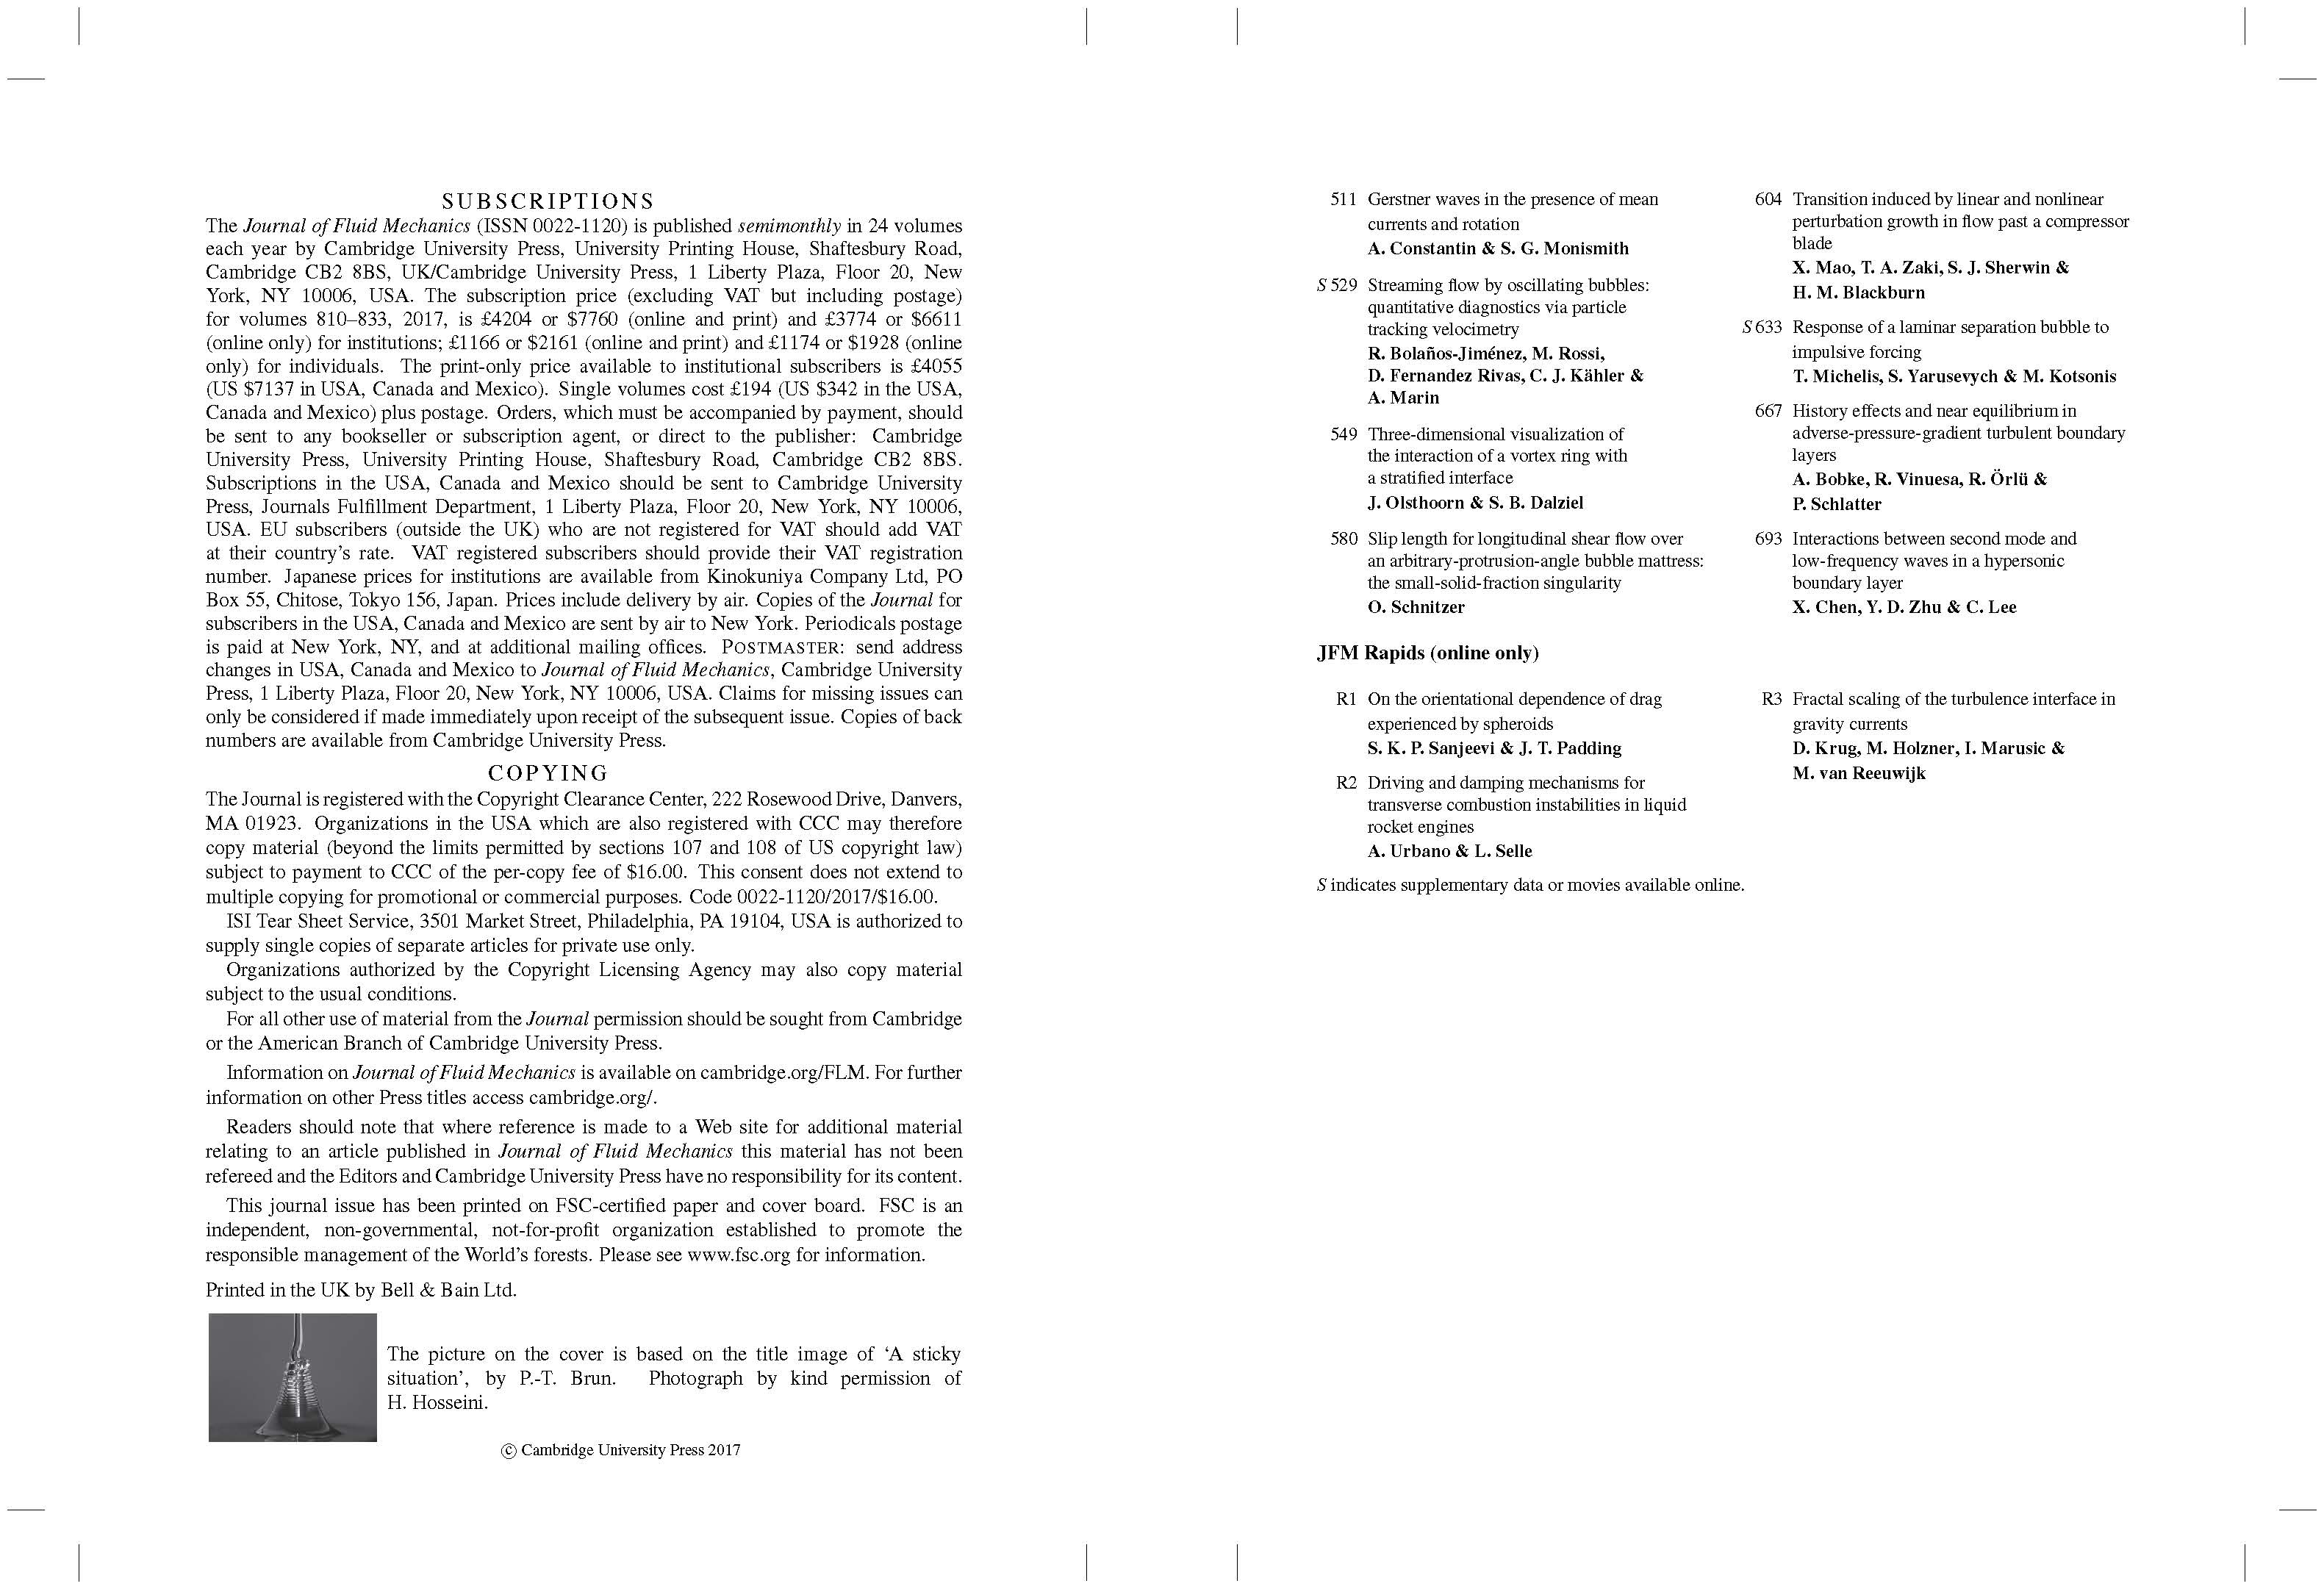 SUBSCRIPTIONS
The Journal of Fluid Mechanics (ISSN 0022-1120) is published semimonthly in 24 volumes
each year by Cambridge University Press, University Printing House, Shaftesbury Road,
Cambridge CB2 8BS, UK/Cambridge University Press, 1 Liberty Plaza, Floor 20, New
York, NY 10006, USA. The subscription price (excluding VAT but including postage)
for volumes 810–833, 2017, is £4204 or $7760 (online and print) and £3774 or $6611
(online only) for institutions; £1166 or $2161 (online and print) and £1174 or $1928 (online
only) for individuals. The print-only price available to institutional subscribers is £4055
(US $7137 in USA, Canada and Mexico). Single volumes cost £194 (US $342 in the USA,
Canada and Mexico) plus postage. Orders, which must be accompanied by payment, should
be sent to any bookseller or subscription agent, or direct to the publisher: Cambridge
University Press, University Printing House, Shaftesbury Road, Cambridge CB2 8BS.
Subscriptions in the USA, Canada and Mexico should be sent to Cambridge University
Press, Journals Fulfillment Department, 1 Liberty Plaza, Floor 20, New York, NY 10006,
USA. EU subscribers (outside the UK) who are not registered for VAT should add VAT
at their country's rate. VAT registered subscribers should provide their VAT registration
number. Japanese prices for institutions are available from Kinokuniya Company Ltd, PO
Box 55, Chitose, Tokyo 156, Japan. Prices include delivery by air. Copies of the Journal for
subscribers in the USA, Canada and Mexico are sent by air to New York. Periodicals postage
is paid at New York, NY, and at additional mailing offices. POSTMASTER: send address
changes in USA, Canada and Mexico to Journal of Fluid Mechanics, Cambridge University
Press, 1 Liberty Plaza, Floor 20, New York, NY 10006, USA. Claims for missing issues can
only be considered if made immediately upon receipt of the subsequent issue. Copies of back
numbers are available from Cambridge University Press.
COPYING
The Journal is registered with the Copyright Clearance Center, 222 Rosewood Drive, Danvers,
MA 01923. Organizations in the USA which are also registered with CCC may therefore
copy material (beyond the limits permitted by sections 107 and 108 of US copyright law)
subject to payment to CCC of the per-copy fee of $16.00. This consent does not extend to
multiple copying for promotional or commercial purposes. Code 0022-1120/2017/$16.00.
ISI Tear Sheet Service, 3501 Market Street, Philadelphia, PA 19104, USA is authorized to
supply single copies of separate articles for private use only.
Organizations authorized by the Copyright Licensing Agency may also copy material
subject to the usual conditions.
For all other use of material from the Journal permission should be sought from Cambridge
or the American Branch of Cambridge University Press.
Information on Journal of Fluid Mechanics is available on cambridge.org/FLM. For further
information on other Press titles access cambridge.org/.
Readers should note that where reference is made to a Web site for additional material
relating to an article published in Journal of Fluid Mechanics this material has not been
refereed and the Editors and Cambridge University Press have no responsibility for its content.
This journal issue has been printed on FSC-certified paper and cover board. FSC is an
independent, non-governmental, not-for-profit organization established to promote the
responsible management of the World's forests. Please see www.fsc.org for information.
Printed in the UK by Bell & Bain Ltd.
The picture on the cover is based on the title image of ‘A sticky
situation’, by P.-T. Brun. Photograph by kind permission of
H. Hosseini.
© Cambridge University Press 2017
511 Gerstner waves in the presence of mean
currents and rotation
A. Constantin & S. G. Monismith
S 529 Streaming flow by oscillating bubbles:
quantitative diagnostics via particle
tracking velocimetry
R. Bolaños-Jiménez, M. Rossi,
D. Fernandez Rivas, C. J. Kähler &
A. Marin
549 Three-dimensional visualization of
the interaction of a vortex ring with
a stratified interface
J. Olsthoorn & S. B. Dalziel
580 Slip length for longitudinal shear flow over
an arbitrary-protrusion-angle bubble mattress:
the small-solid-fraction singularity
O. Schnitzer
604 Transition induced by linear and nonlinear
perturbation growth in flow past a compressor
blade
X. Mao, T. A. Zaki, S. J. Sherwin &
H. M. Blackburn
S 633 Response of a laminar separation bubble to
impulsive forcing
T. Michelis, S. Yarusevych & M. Kotsonis
667 History effects and near equilibrium in
adverse-pressure-gradient turbulent boundary
layers
A. Bobke, R. Vinuesa, R. Örlü &
P. Schlatter
693 Interactions between second mode and
low-frequency waves in a hypersonic
boundary layer
X. Chen, Y. D. Zhu & C. Lee
JFM Rapids (online only)
R1 On the orientational dependence of drag
experienced by spheroids
S. K. P. Sanjeevi & J. T. Padding
R2 Driving and damping mechanisms for
transverse combustion instabilities in liquid
rocket engines
A. Urbano & L. Selle
R3 Fractal scaling of the turbulence interface in
gravity currents
D. Krug, M. Holzner, I. Marusic &
M. van Reeuwijk
S indicates supplementary data or movies available online.